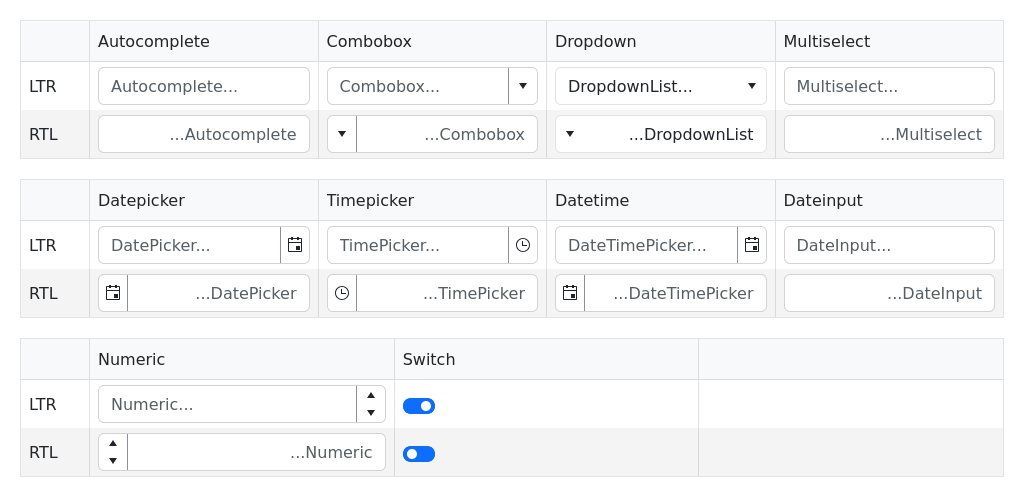 Autocomplete Combobox Dropdown Multiselect
LTR Autocomplete... Combobox... DropdownList... Multiselect...
RTL ...Autocomplete ...Combobox ...DropdownList ...Multiselect
Datepicker Timepicker Datetime Dateinput
LTR DatePicker... TimePicker... DateTimePicker... DateInput...
RTL ...DatePicker ...TimePicker ...DateTimePicker ...DateInput
Numeric Switch
LTR Numeric...
RTL ...Numeric